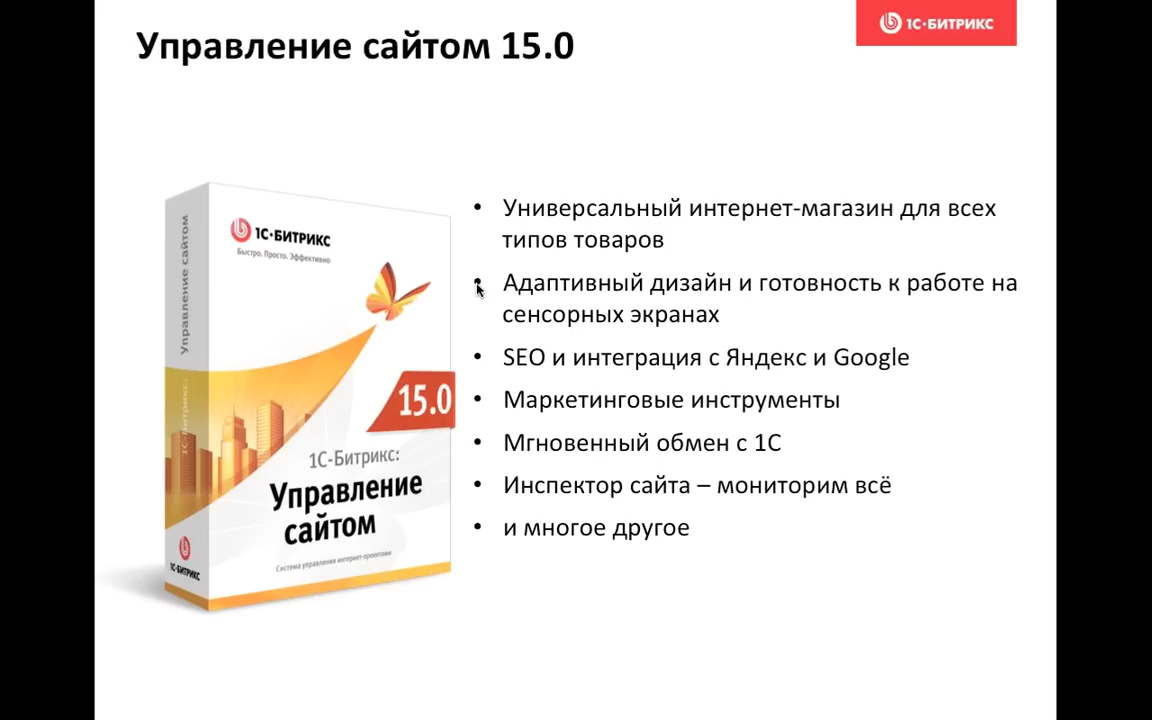 Управление сайтом 15.0
1С·БИТРИКС
Универсальный интернет-магазин для всех
типов товаров
Адаптивный дизайн и готовность к работе на
сенсорных экранах
SEO и интеграция с Яндекс и Google
Маркетинговые инструменты
Мгновенный обмен с 1С
Инспектор сайта – мониторим всё
и многое другое
1С·БИТРИКС
Быстро. Просто. Эффективно
15.0
1С-Битрикс:
Управление
сайтом
Система управления интернет-проектами
Управление сайтом
1С-Битрикс:
1С·БИТРИКС